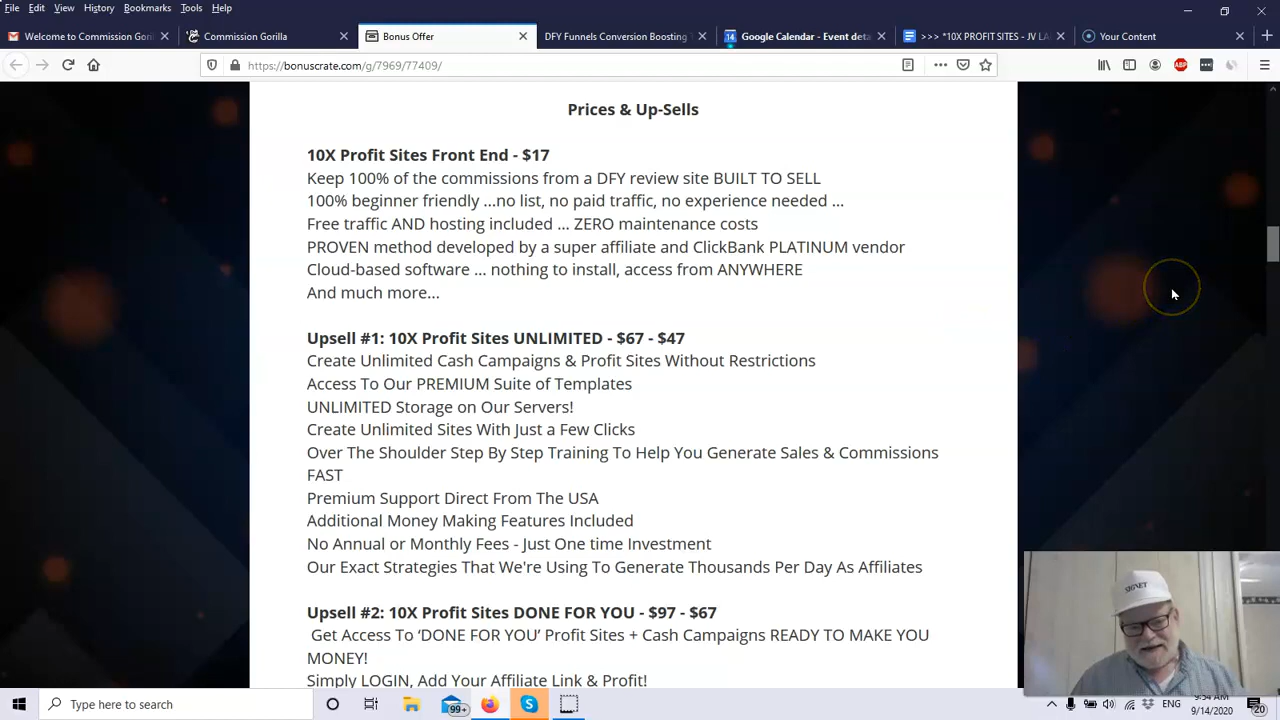 File Edit View History Bookmarks Tools Help
Welcome to Commission Goril
Commission Gorilla
Bonus Offer
DFY Funnels Conversion Boosting
14 Google Calendar - Event detai
>>> *10X PROFIT SITES - JV LA
Your Content
https://bonuscrate.com/g/7969/77409/
ABP
Prices & Up-Sells
10X Profit Sites Front End - $17
Keep 100% of the commissions from a DFY review site BUILT TO SELL
100% beginner friendly ...no list, no paid traffic, no experience needed ...
Free traffic AND hosting included ... ZERO maintenance costs
PROVEN method developed by a super affiliate and ClickBank PLATINUM vendor
Cloud-based software ... nothing to install, access from ANYWHERE
And much more...
Upsell #1: 10X Profit Sites UNLIMITED - $67 - $47
Create Unlimited Cash Campaigns & Profit Sites Without Restrictions
Access To Our PREMIUM Suite of Templates
UNLIMITED Storage on Our Servers!
Create Unlimited Sites With Just a Few Clicks
Over The Shoulder Step By Step Training To Help You Generate Sales & Commissions
FAST
Premium Support Direct From The USA
Additional Money Making Features Included
No Annual or Monthly Fees - Just One time Investment
Our Exact Strategies That We're Using To Generate Thousands Per Day As Affiliates
Upsell #2: 10X Profit Sites DONE FOR YOU - $97 - $67
Get Access To ‘DONE FOR YOU’ Profit Sites + Cash Campaigns READY TO MAKE YOU
MONEY!
Simply LOGIN, Add Your Affiliate Link & Profit!
Type here to search
99+
ENG
9:54 AM
9/14/2020
20